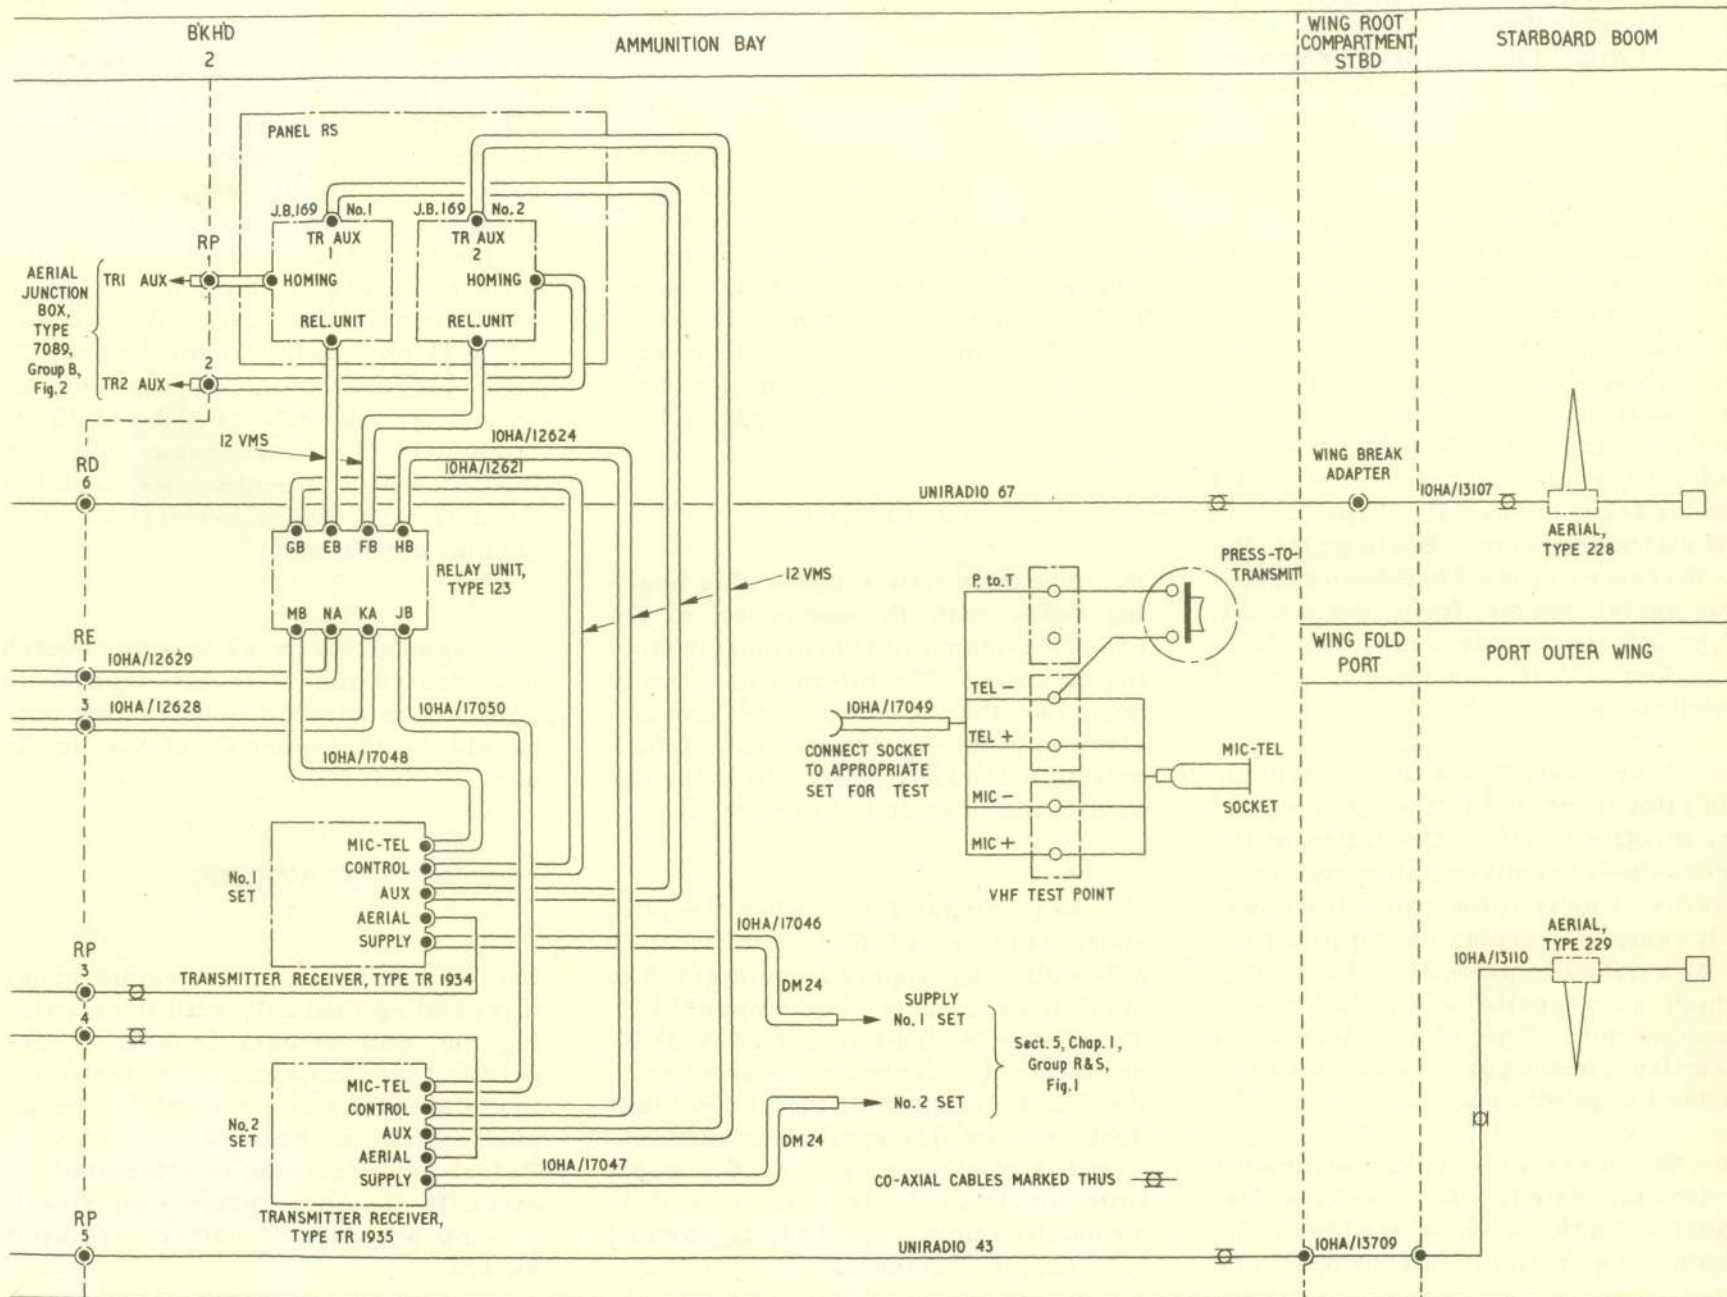 B'KH'D
2
AMMUNITION BAY
WING ROOT
COMPARTMENT
STBD
STARBOARD BOOM
PANEL RS
J.B.169 No.1
TR AUX
1
HOMING
REL. UNIT
J.B.169 No.2
TR AUX
2
HOMING
REL. UNIT
RP
AERIAL
JUNCTION
BOX,
TYPE
7089,
Group B,
Fig.2
TR1 AUX
2
TR2 AUX
12 VMS
10HA/12624
10HA/12621
RD
6
UNIRADIO 67
WING BREAK
ADAPTER
10HA/13107
AERIAL,
TYPE 228
GB EB FB HB
RELAY UNIT,
TYPE 123
MB NA KA JB
12 VMS
P. to. T
PRESS-TO-
TRANSMIT
RE
10HA/12629
3
10HA/12628
10HA/17050
10HA/17048
WING FOLD
PORT
PORT OUTER WING
TEL -
10HA/17049
TEL +
CONNECT SOCKET
TO APPROPRIATE
SET FOR TEST
MIC -
MIC +
MIC-TEL
SOCKET
VHF TEST POINT
No.1
SET
MIC-TEL
CONTROL
AUX
AERIAL
SUPPLY
TRANSMITTER RECEIVER, TYPE TR 1934
10HA/17046
DM24
RP
3
4
SUPPLY
No.1 SET
Sect. 5, Chap. 1,
Group R&S,
Fig.1
No.2 SET
DM24
No.2
SET
MIC-TEL
CONTROL
AUX
AERIAL
SUPPLY
10HA/17047
TRANSMITTER RECEIVER,
TYPE TR 1935
CO-AXIAL CABLES MARKED THUS
AERIAL,
TYPE 229
10HA/13110
RP
UNIRADIO 43
10HA/13709